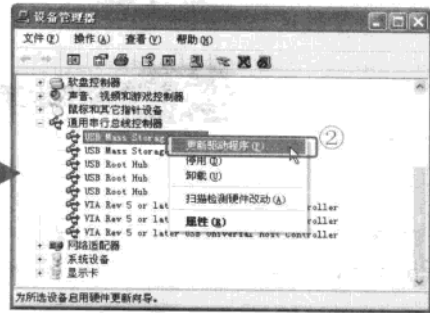 设备管理器
文件(F) 操作(A) 查看(V) 帮助(H)
软盘控制器
声音、视频和游戏控制器
鼠标和其它指针设备
通用串行总线控制器
USB Mass Storag
更新驱动程序(P)...
②
USB Mass Storag
停用(D)
USB Root Hub
卸载(U)
USB Root Hub
USB Root Hub
扫描检测硬件改动(A)
VIA Rev 5 or lat roller
VIA Rev 5 or lat roller
属性(R)
VIA Rev 5 or later USB Universal Host Controller
网络适配器
系统设备
显示卡
为所选设备启用硬件更新向导。